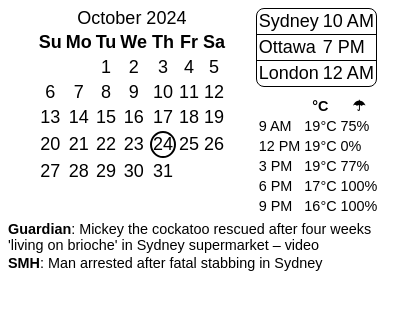 October 2024
Su Mo Tu We Th Fr Sa
1 2 3 4 5
6 7 8 9 10 11 12
13 14 15 16 17 18 19
20 21 22 23 24 25 26
27 28 29 30 31
Sydney 10 AM
Ottawa 7 PM
London 12 AM
°C ☂
9 AM 19°C 75%
12 PM 19°C 0%
3 PM 19°C 77%
6 PM 17°C 100%
9 PM 16°C 100%
Guardian: Mickey the cockatoo rescued after four weeks
'living on brioche' in Sydney supermarket – video
SMH: Man arrested after fatal stabbing in Sydney